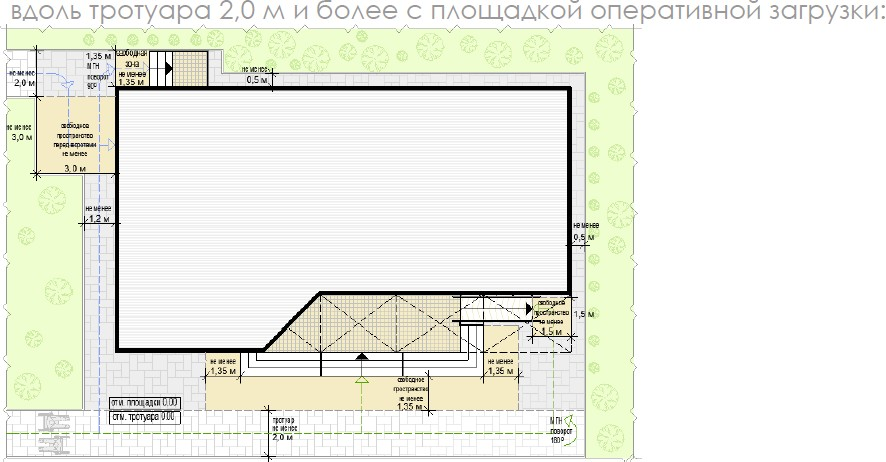 вдоль тротуара 2,0 м и более с площадкой оперативной загрузки:
1,35 м
МГН
поворот
90º
свободная
зона
не менее
1,35 м
не менее
2,0 м
не менее
0,5 м
не менее
3,0 м
свободное
пространство
перед воротами
не менее
3,0 м
не менее
1,2 м
не менее
0,5 м
свободное
пространство
не менее
1,5 м
1,5 м
не менее
1,35 м
не менее
1,35 м
свободное
пространство
не менее
1,35 м
отм. площадки 0.00
отм. тротуара 0.00
тротуар
не менее
2,0 м
МГН
поворот
180º